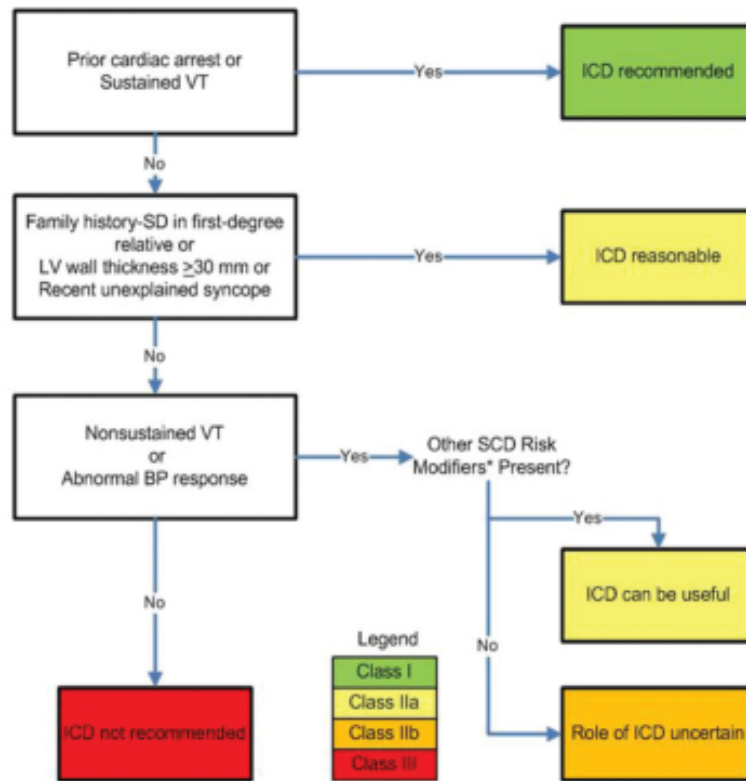 Prior cardiac arrest or
Sustained VT
Yes
ICD recommended
No
Family history-SD in first-degree
relative or
LV wall thickness ≥30 mm or
Recent unexplained syncope
Yes
ICD reasonable
No
Nonsustained VT
or
Abnormal BP response
Yes
Other SCD Risk
Modifiers* Present?
Yes
ICD can be useful
No
No
Legend
Class I
Class IIa
Class IIb
Class III
ICD not recommended
Role of ICD uncertain